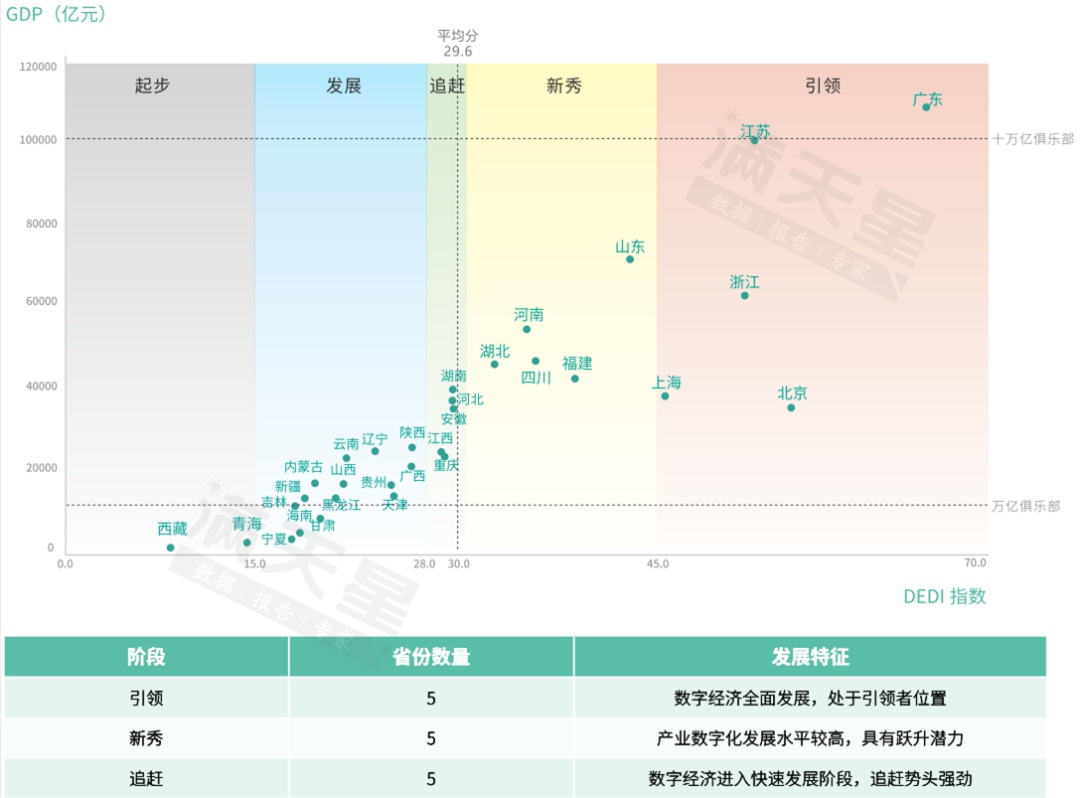 GDP（亿元）
平均分
29.6
120000
起步 发展 追赶 新秀 引领
广东
江苏
100000
十万亿俱乐部
80000
山东
浙江
60000
河南
湖北
四川
福建
湖南
上海
40000
河北
北京
安徽
陕西
江西
辽宁
云南
20000
内蒙古
山西
重庆
广西
贵州
新疆
吉林
黑龙江
天津
万亿俱乐部
海南
甘肃
西藏
青海
宁夏
0
0.0 15.0 28.0 30.0 45.0 70.0
DEDI 指数
满天星
数据 | 报告 | 专家
满天星
数据 | 报告 | 专家
阶段 省份数量 发展特征
引领 5 数字经济全面发展，处于引领者位置
新秀 5 产业数字化发展水平较高，具有跃升潜力
追赶 5 数字经济进入快速发展阶段，追赶势头强劲